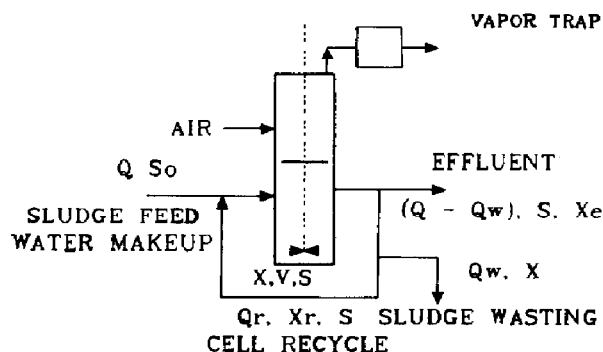 VAPOR TRAP
AIR
Q So
EFFLUENT
(Q - Qw), S, Xe
SLUDGE FEED
WATER MAKEUP
X,V,S
Qw, X
Qr, Xr, S SLUDGE WASTING
CELL RECYCLE